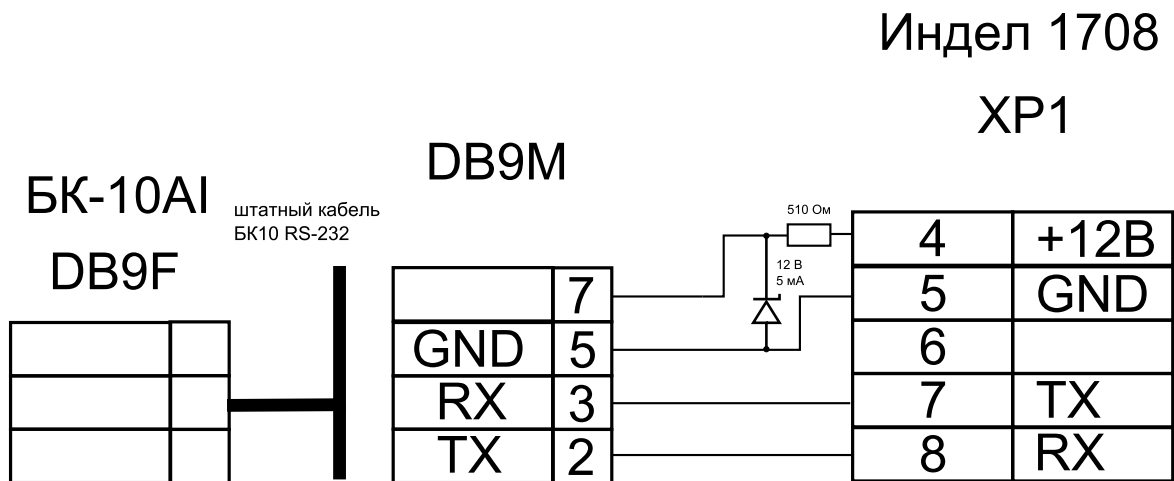 Индел 1708
XP1
DB9M
БК-10AI
штатный кабель
БК10 RS-232
DB9F
510 Ом
12 В
5 мА
4 +12В
5 GND
6
7 TX
8 RX
7
GND 5
RX 3
TX 2